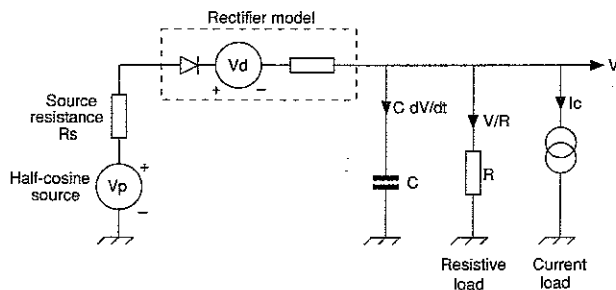 Rectifier model
Vd
+ −
V
Source
resistance
Rs
C dV/dt
V/R
Ic
Half-cosine
source
+
Vp
−
C
R
Resistive
load
Current
load